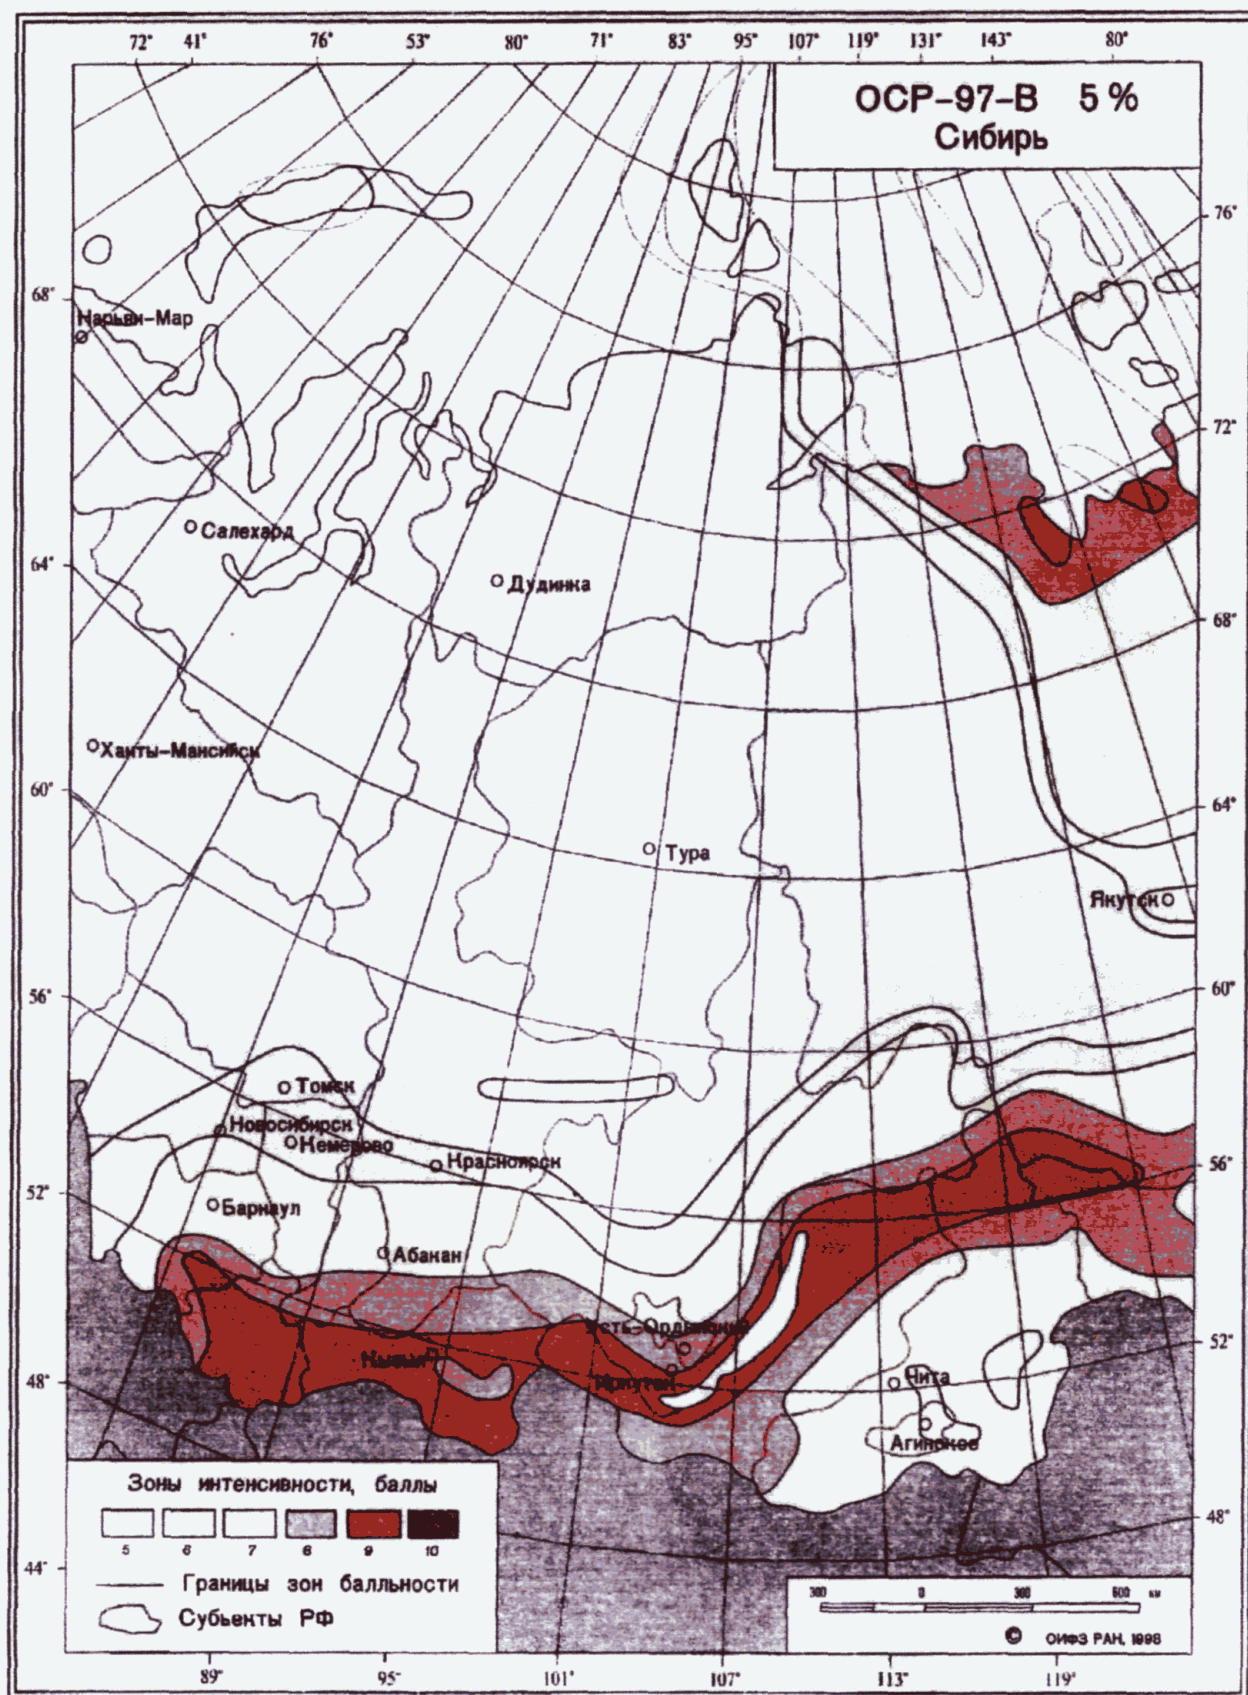 72° 41° 76° 53° 80° 71° 83° 95° 107° 119° 131° 143° 80°
ОСР-97-В 5%
Сибирь
76°
68°
Нарьян-Мар
72°
Салехард
64°
Дудинка
68°
Ханты-Мансийск
60°
64°
Тура
Якутск
56°
60°
Томск
Новосибирск
Кемерово
Красноярск
56°
52°
Барнаул
Абакан
Усть-Ордынский
52°
Кызыл
Иркутск
48°
Чита
Агинское
Зоны интенсивности, баллы
5 6 7 8 9 10
48°
44°
Границы зон балльности
Субьекты РФ
300 0 300 600 км
© ОИФЗ РАН, 1998
89° 95° 101° 107° 113° 119°